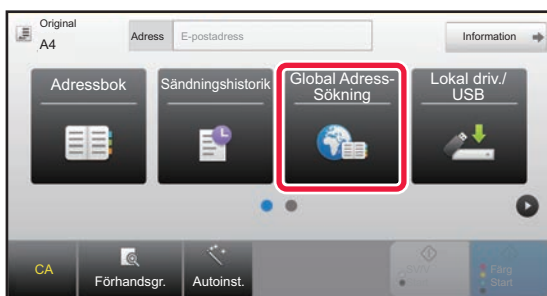 Original
A4
Adress
E-postadress
Information
Adressbok
Sändningshistorik
Global Adress-
Sökning
Lokal driv./
USB
CA
Förhandsgr.
Autoinst.
Sv/V
Start
Färg
Start